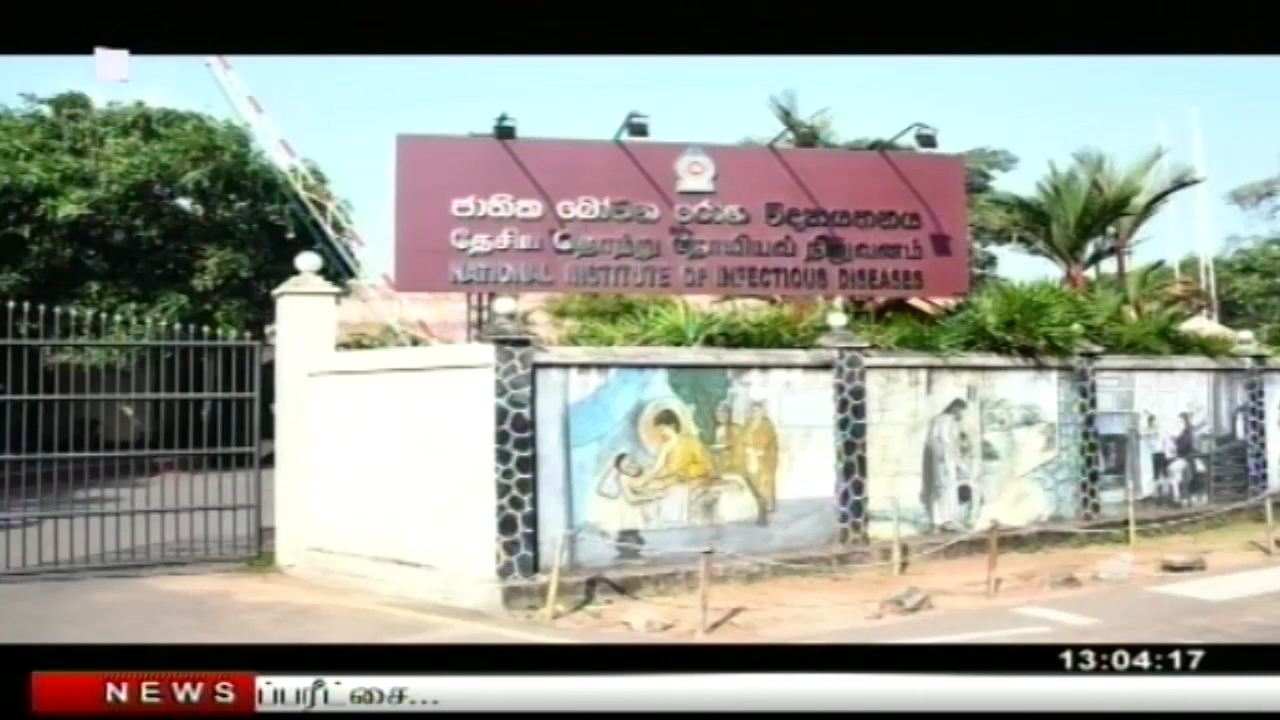 ජාතික බෝවන රෝග විද්‍යායතනය
தேசிய தொற்று நோயியல் நிறுவனம்
NATIONAL INSTITUTE OF INFECTIOUS DISEASES
13:04:17
NEWS ப்பரீட்சை...